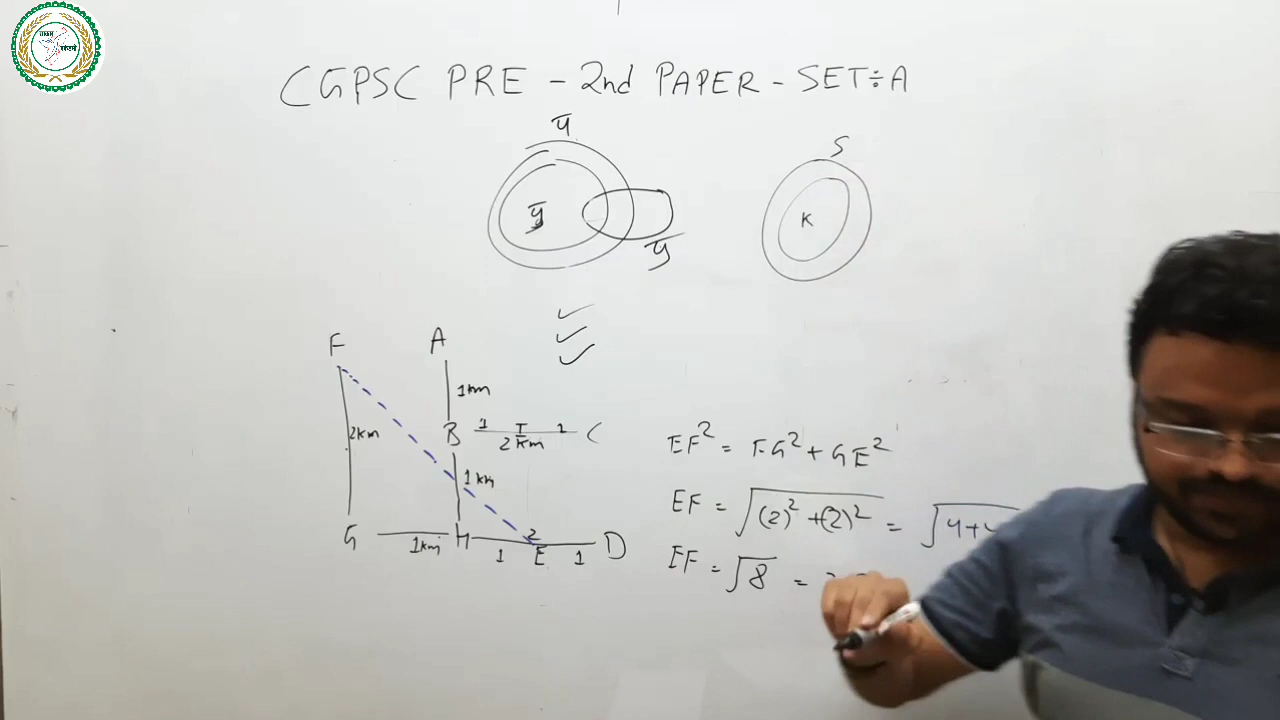 CGPSC PRE - 2nd PAPER - SET÷A
S
K
F
A
1km
2km
B
1
2
C
2km
1km
EF² = FG² + GE²
EF = √(2)² + (2)² = √4+4
G
1km
H
1
2
E
1
D
EF = √8 =